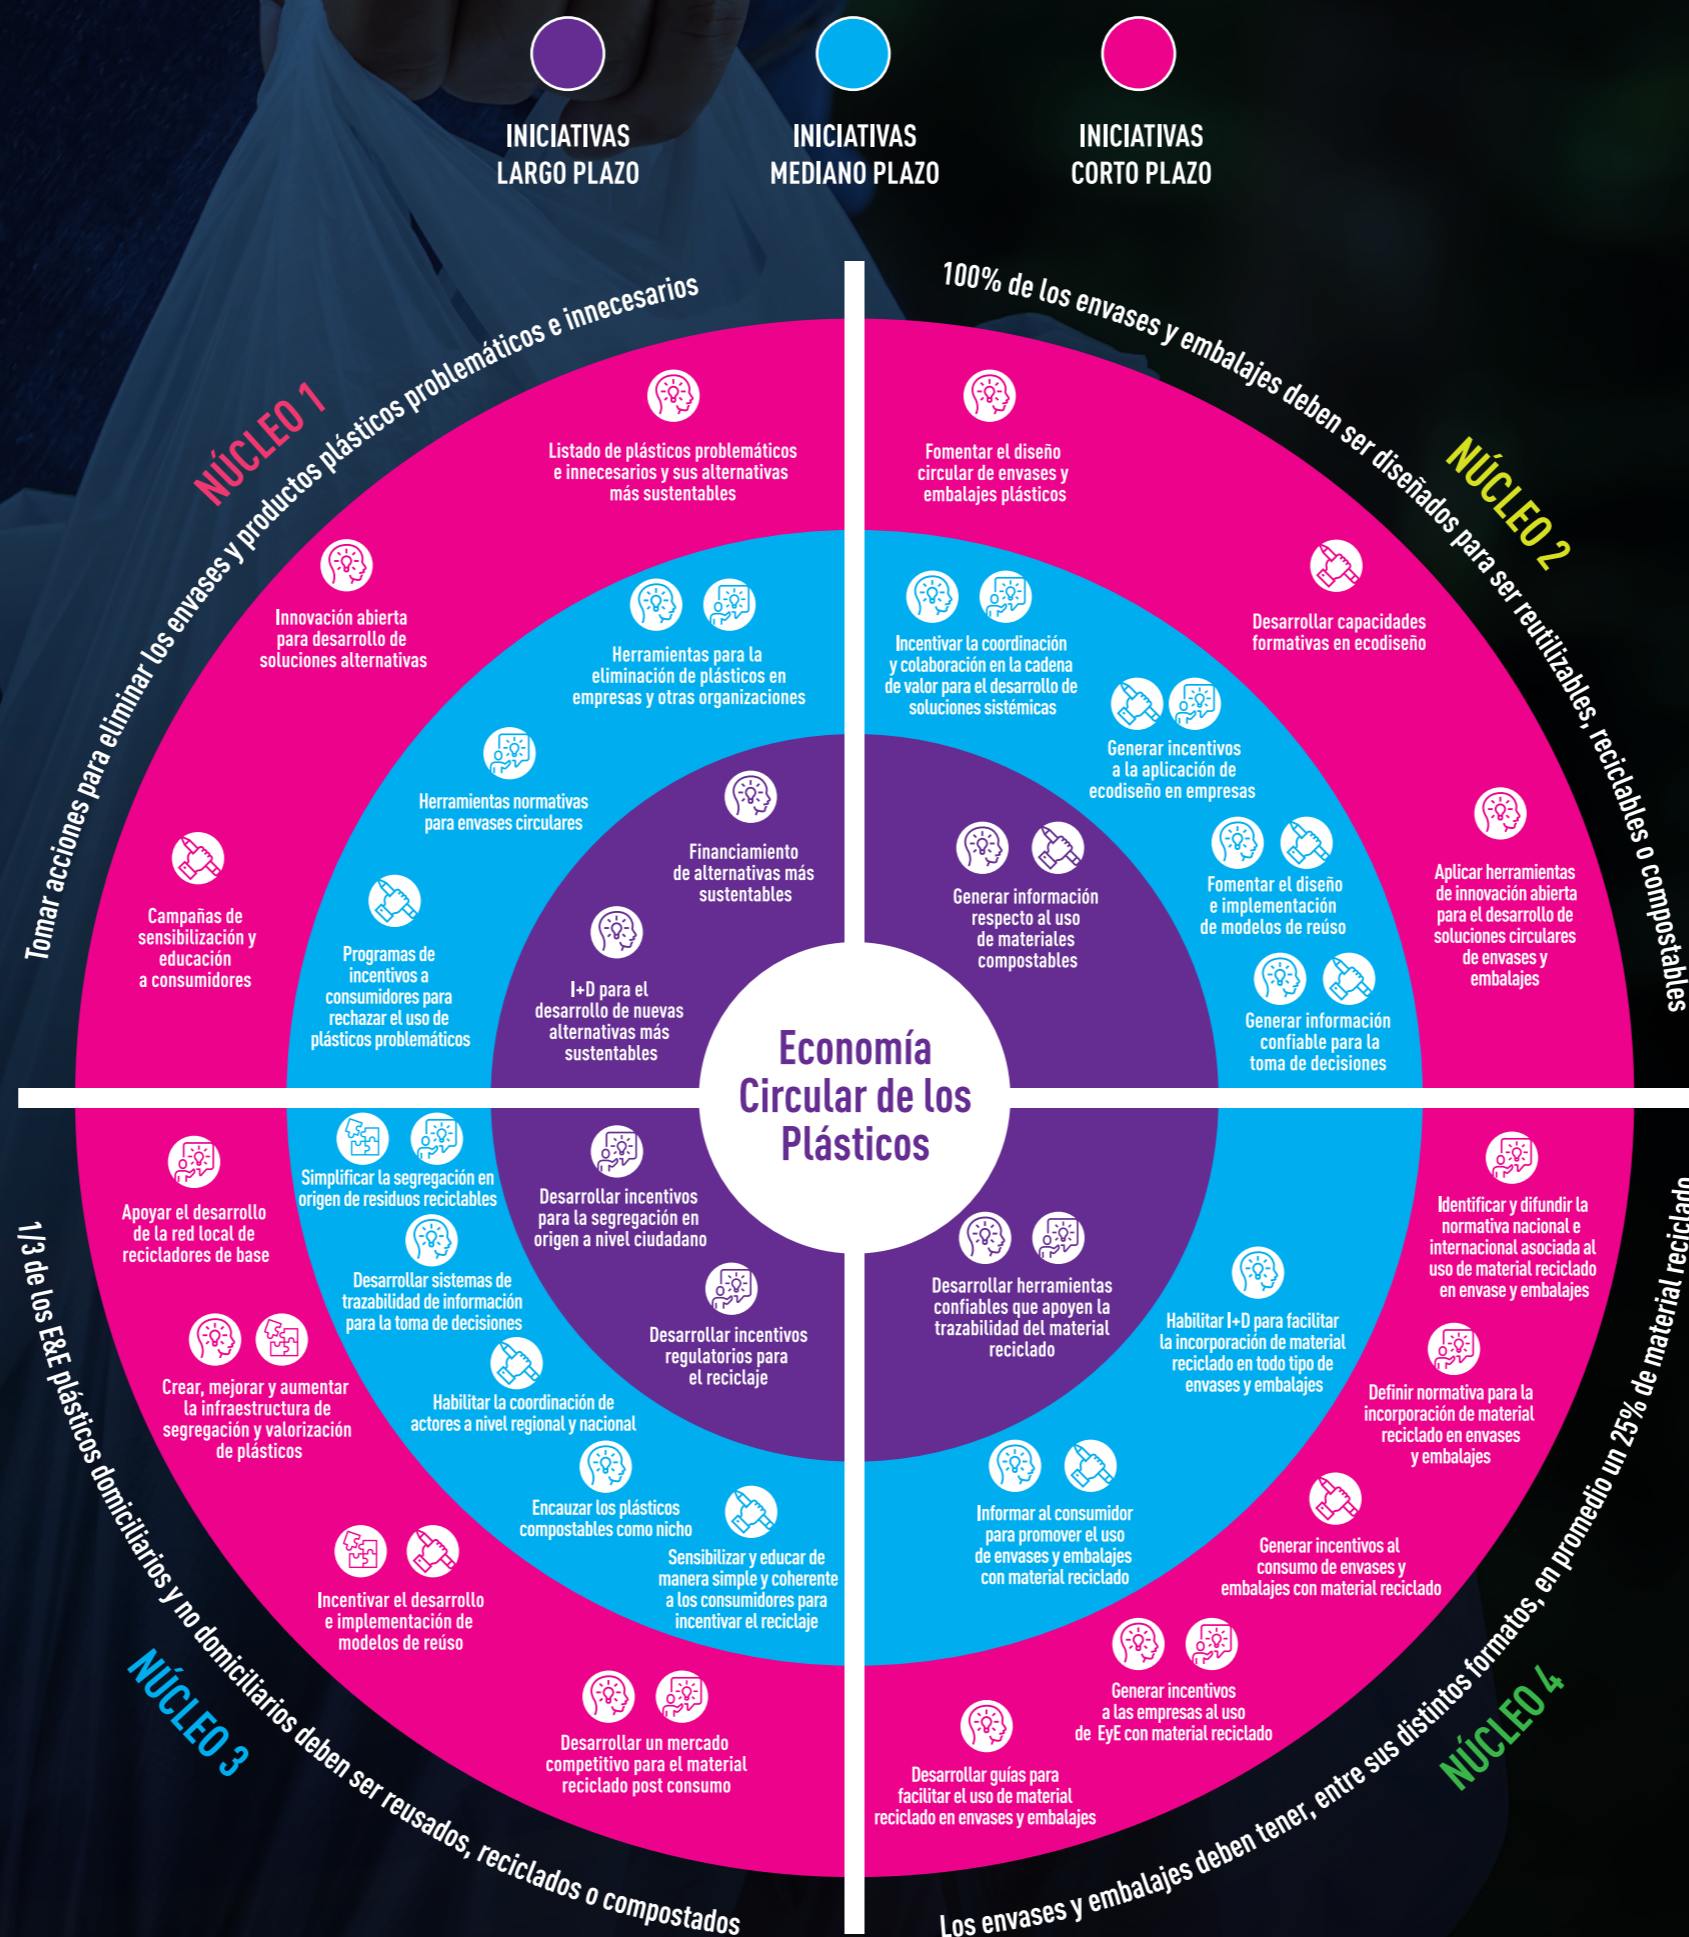 INICIATIVAS
LARGO PLAZO
INICIATIVAS
MEDIANO PLAZO
INICIATIVAS
CORTO PLAZO
NÚCLEO 1
Tomar acciones para eliminar los envases y productos plásticos problemáticos e innecesarios
Listado de plásticos problemáticos
e innecesarios y sus alternativas
más sustentables
Innovación abierta
para desarrollo de
soluciones alternativas
Campañas de
sensibilización y
educación
a consumidores
Herramientas para la
eliminación de plásticos en
empresas y otras organizaciones
Herramientas normativas
para envases circulares
Programas de
incentivos a
consumidores para
rechazar el uso de
plásticos problemáticos
Financiamiento
de alternativas más
sustentables
I+D para el
desarrollo de nuevas
alternativas más
sustentables
NÚCLEO 2
100% de los envases y embalajes deben ser diseñados para ser reutilizables, reciclables o compostables
Fomentar el diseño
circular de envases y
embalajes plásticos
Desarrollar capacidades
formativas en ecodiseño
Aplicar herramientas
de innovación abierta
para el desarrollo de
soluciones circulares
de envases y
embalajes
Incentivar la coordinación
y colaboración en la cadena
de valor para el desarrollo de
soluciones sistémicas
Generar incentivos
a la aplicación de
ecodiseño en empresas
Fomentar el diseño
e implementación
de modelos de reúso
Generar información
confiable para la
toma de decisiones
Generar información
respecto al uso
de materiales
compostables
Economía
Circular de los
Plásticos
NÚCLEO 3
1/3 de los E&E plásticos domiciliarios y no domiciliarios deben ser reusados, reciclados o compostados
Apoyar el desarrollo
de la red local de
recicladores de base
Crear, mejorar y aumentar
la infraestructura de
segregación y valorización
de plásticos
Incentivar el desarrollo
e implementación de
modelos de reúso
Desarrollar un mercado
competitivo para el material
reciclado post consumo
Simplificar la segregación en
origen de residuos reciclables
Desarrollar sistemas de
trazabilidad de información
para la toma de decisiones
Habilitar la coordinación de
actores a nivel regional y nacional
Encauzar los plásticos
compostables como nicho
Sensibilizar y educar de
manera simple y coherente
a los consumidores para
incentivar el reciclaje
Desarrollar incentivos
para la segregación en
origen a nivel ciudadano
Desarrollar incentivos
regulatorios para
el reciclaje
NÚCLEO 4
Los envases y embalajes deben tener, entre sus distintos formatos, en promedio un 25% de material reciclado
Identificar y difundir la
normativa nacional e
internacional asociada al
uso de material reciclado
en envase y embalajes
Definir normativa para la
incorporación de material
reciclado en envases
y embalajes
Generar incentivos al
consumo de envases y
embalajes con material reciclado
Generar incentivos
a las empresas al uso
de EyE con material reciclado
Desarrollar guías para
facilitar el uso de material
reciclado en envases y embalajes
Habilitar I+D para facilitar
la incorporación de material
reciclado en todo tipo de
envases y embalajes
Informar al consumidor
para promover el uso
de envases y embalajes
con material reciclado
Desarrollar herramientas
confiables que apoyen la
trazabilidad del material
reciclado